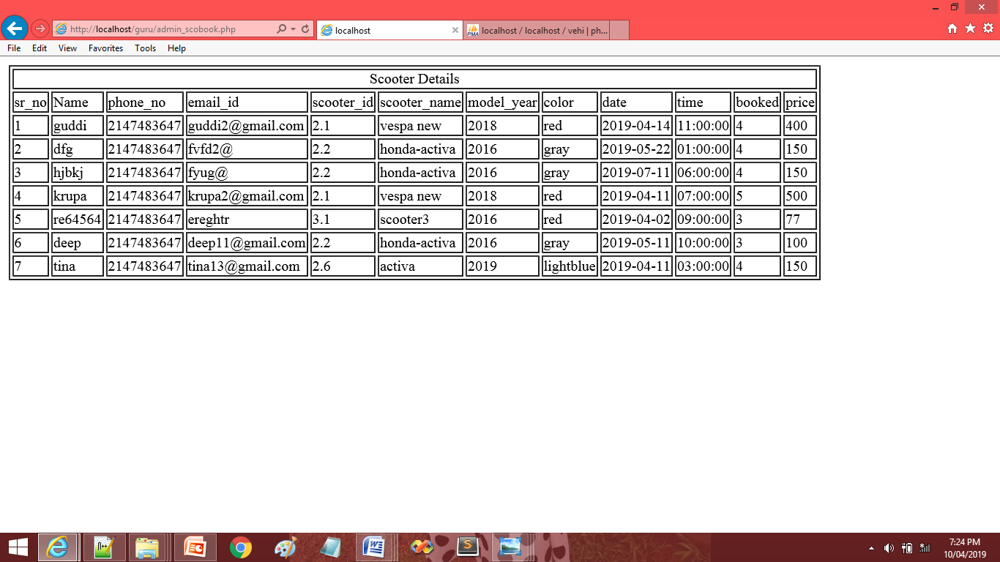 http://localhost/guru/admin_scobook.php localhost localhost / localhost / vehi | ph...
File Edit View Favorites Tools Help
Scooter Details
sr_no Name phone_no email_id scooter_id scooter_name model_year color date time booked price
1 guddi 2147483647 guddi2@gmail.com 2.1 vespa new 2018 red 2019-04-14 11:00:00 4 400
2 dfg 2147483647 fvfd2@ 2.2 honda-activa 2016 gray 2019-05-22 01:00:00 4 150
3 hjbkj 2147483647 fyug@ 2.2 honda-activa 2016 gray 2019-07-11 06:00:00 4 150
4 krupa 2147483647 krupa2@gmail.com 2.1 vespa new 2018 red 2019-04-11 07:00:00 5 500
5 re64564 2147483647 ereghtr 3.1 scooter3 2016 red 2019-04-02 09:00:00 3 77
6 deep 2147483647 deep11@gmail.com 2.2 honda-activa 2016 gray 2019-05-11 10:00:00 3 100
7 tina 2147483647 tina13@gmail.com 2.6 activa 2019 lightblue 2019-04-11 03:00:00 4 150
7:24 PM
10/04/2019